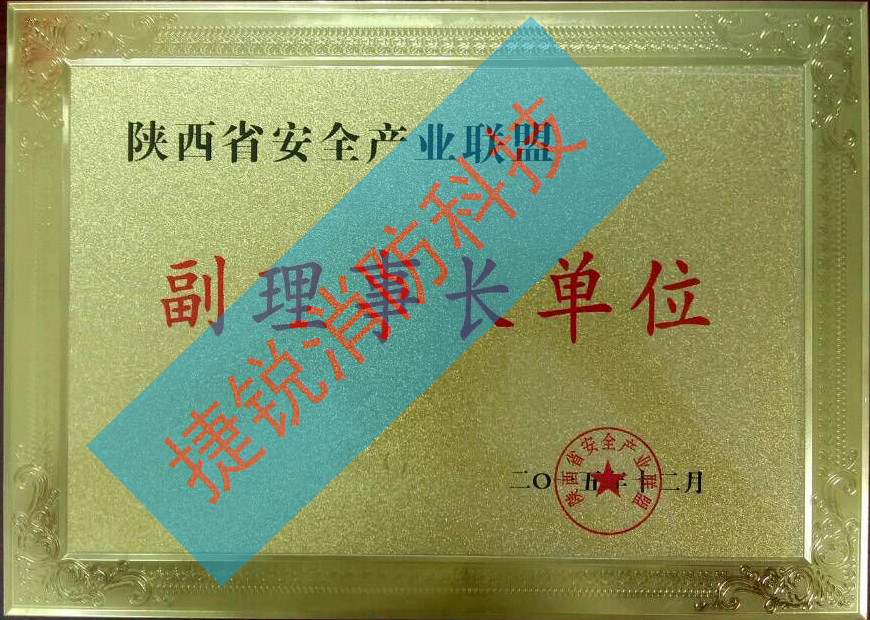 陕西省安全产业联盟
副理事长单位
捷锐消防科技
二〇一五年十二月
陕西省安全产业联盟